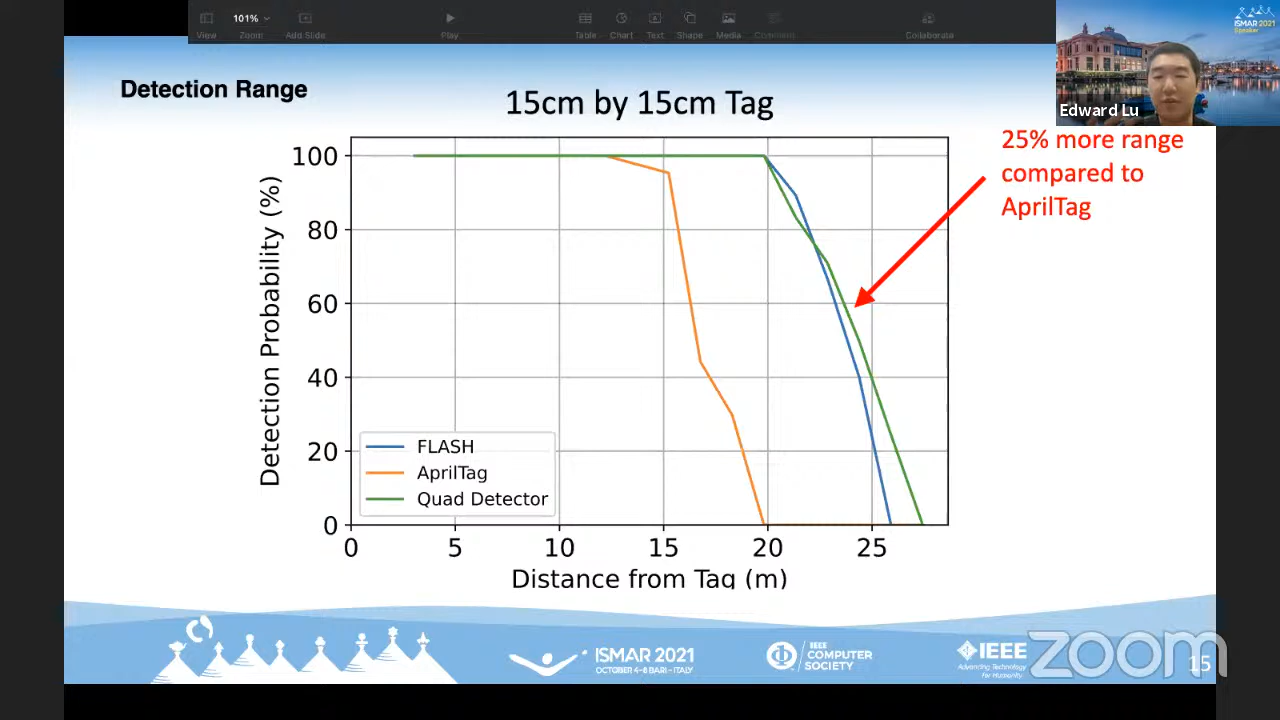 101%
View
Zoom
Add Slide
Play
Table
Chart
Text
Shape
Media
Comment
Collaborate
ISMAR 2021
Speaker
Edward Lu
Detection Range
15cm by 15cm Tag
25% more range
compared to
AprilTag
Detection Probability (%)
100
80
60
40
20
0
FLASH
AprilTag
Quad Detector
0 5 10 15 20 25
Distance from Tag (m)
ISMAR 2021
OCTOBER 4-8 BARI - ITALY
IEEE
COMPUTER
SOCIETY
IEEE
Advancing Technology
for Humanity
zoom
15